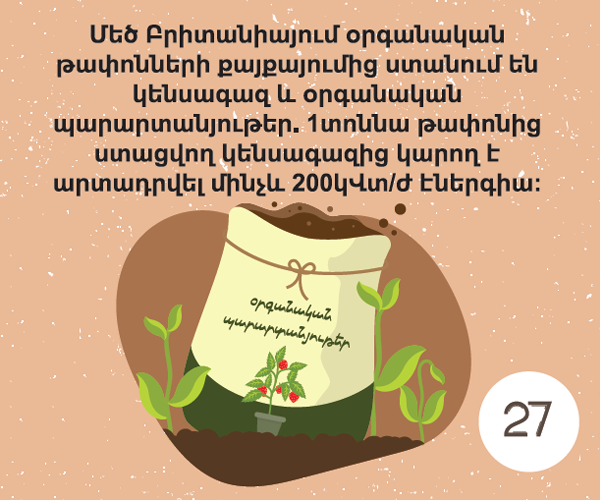 Մեծ Բրիտանիայում օրգանական
թափոնների քայքայումից ստանում են
կենսագազ և օրգանական
պարարտանյութեր․ 1տոննա թափոնից
ստացվող կենսագազից կարող է
արտադրվել մինչև 200կՎտ/ժ էներգիա:
օրգանական
պարարտանյութեր
27